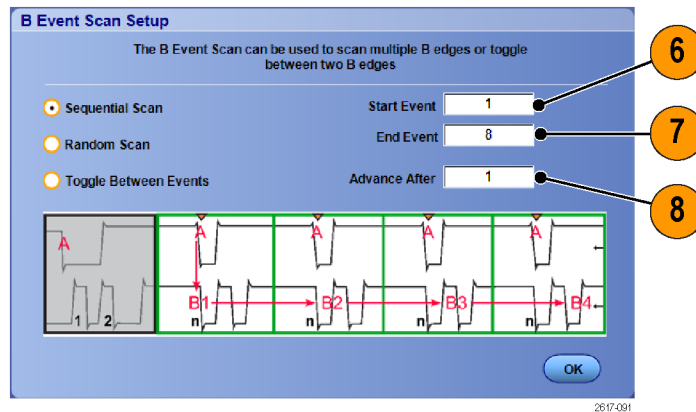 B Event Scan Setup
The B Event Scan can be used to scan multiple B edges or toggle
between two B edges
6
Sequential Scan
Start Event 1
Random Scan
End Event 8
7
Toggle Between Events
Advance After 1
8
A A A A A
B1 B2 B3 B4
1 2 n n n n
OK
2617-091